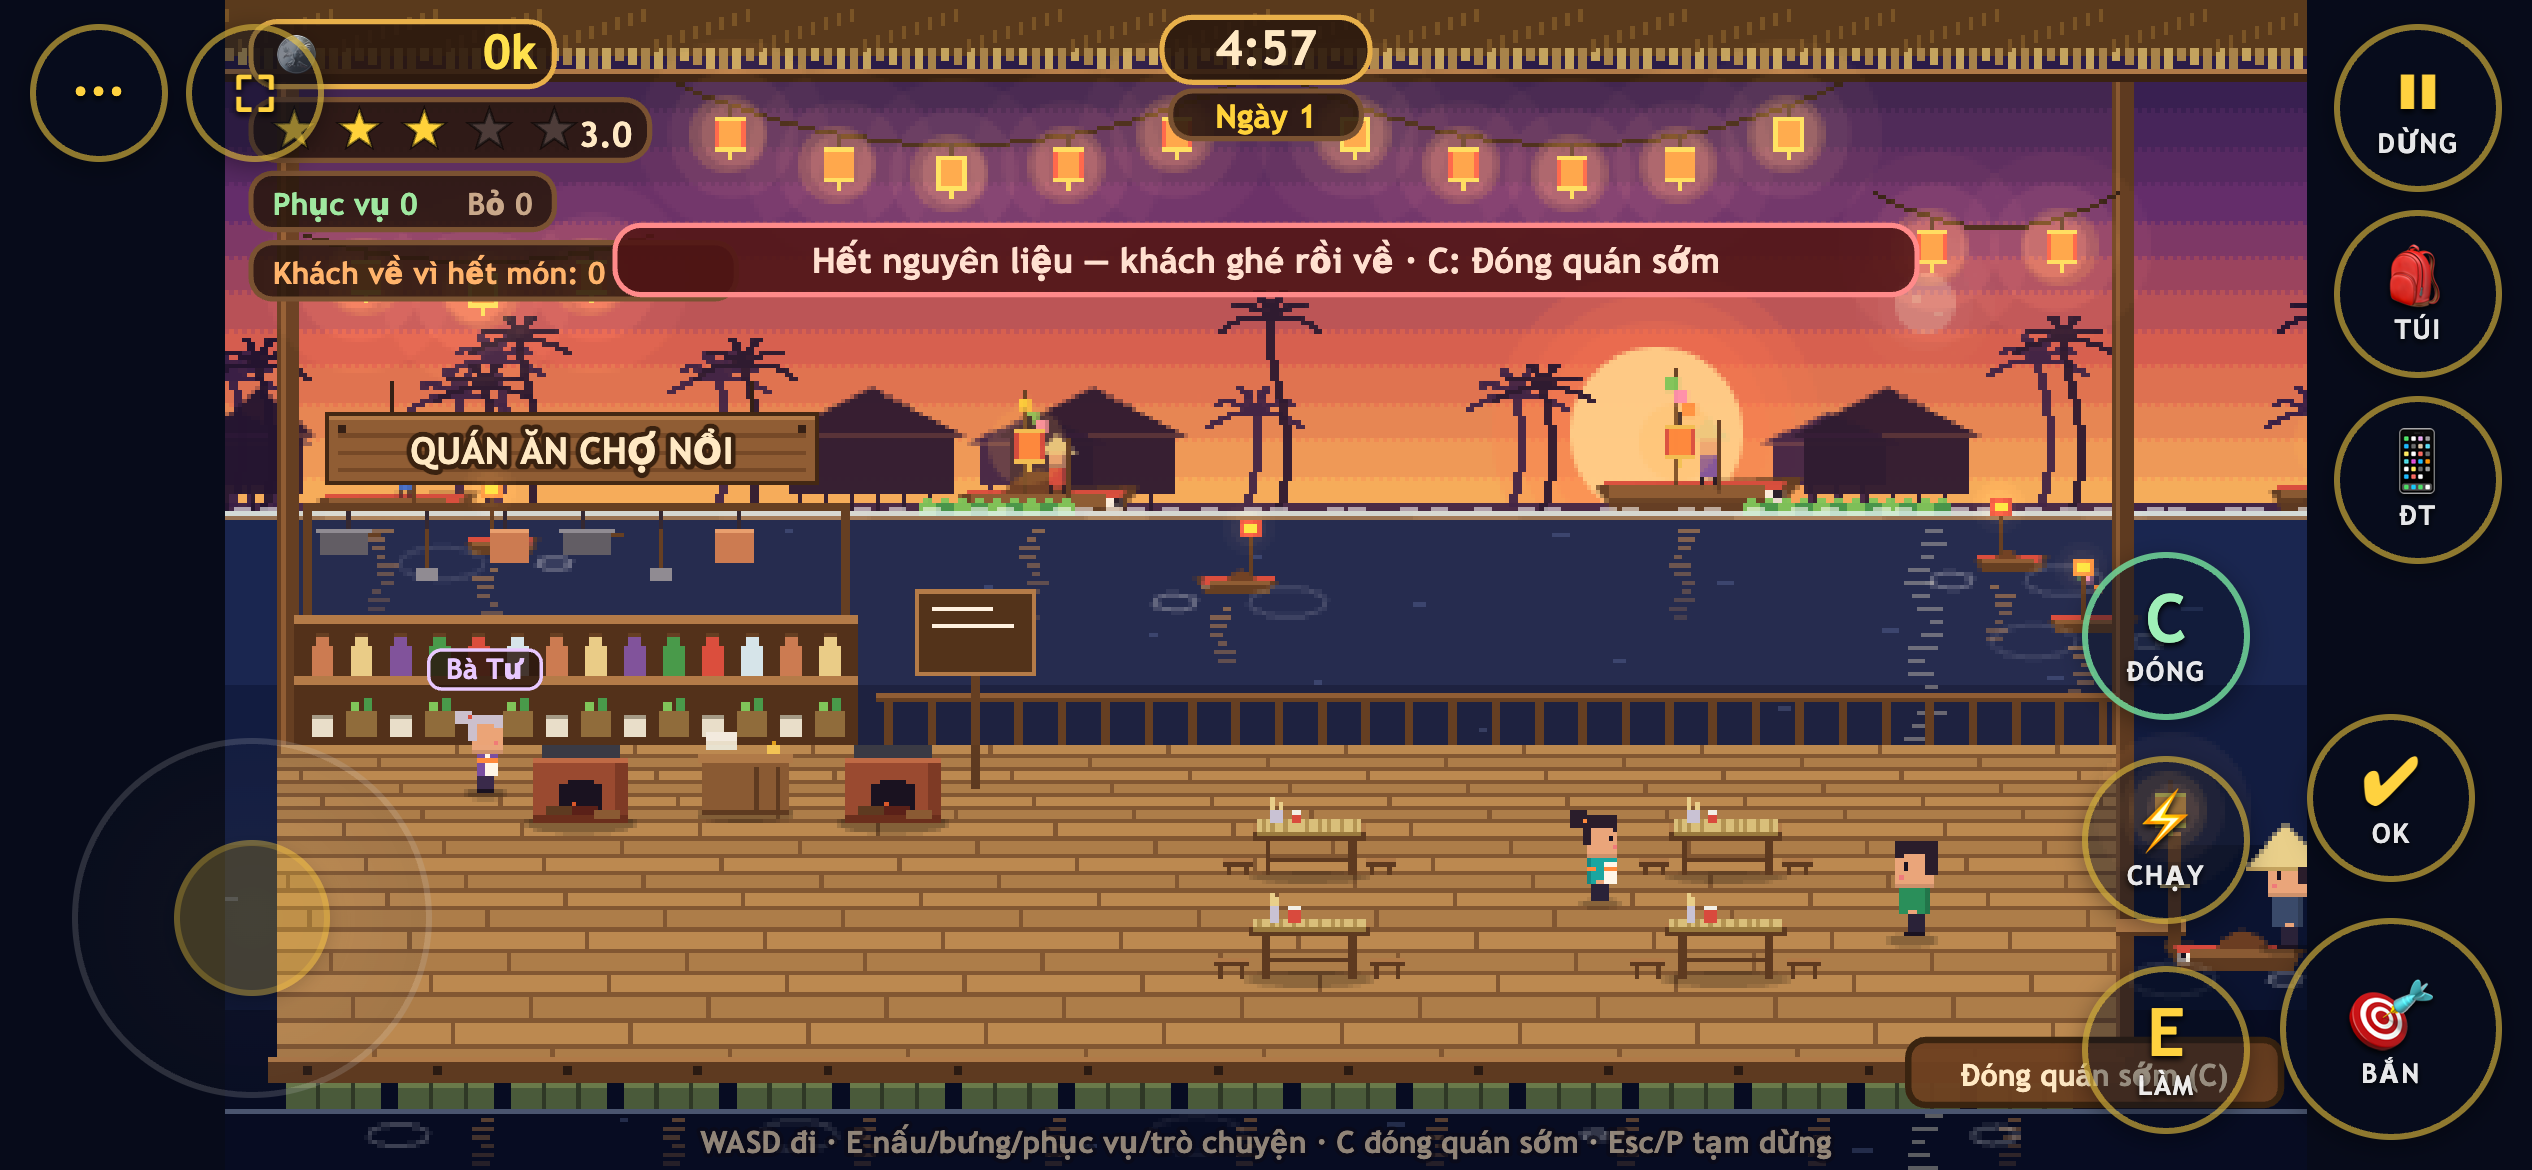 0k
4:57
DỪNG
3.0
Ngày 1
Phục vụ 0 Bỏ 0
Khách về vì hết món: 0
Hết nguyên liệu — khách ghé rồi về · C: Đóng quán sớm
TÚI
QUÁN ĂN CHỢ NỔI
ĐT
C
ĐÓNG
Bà Tư
OK
CHẠY
E
LÀM
Đóng quán sớm (C)
BẮN
WASD đi · E nấu/bưng/phục vụ/trò chuyện · C đóng quán sớm · Esc/P tạm dừng